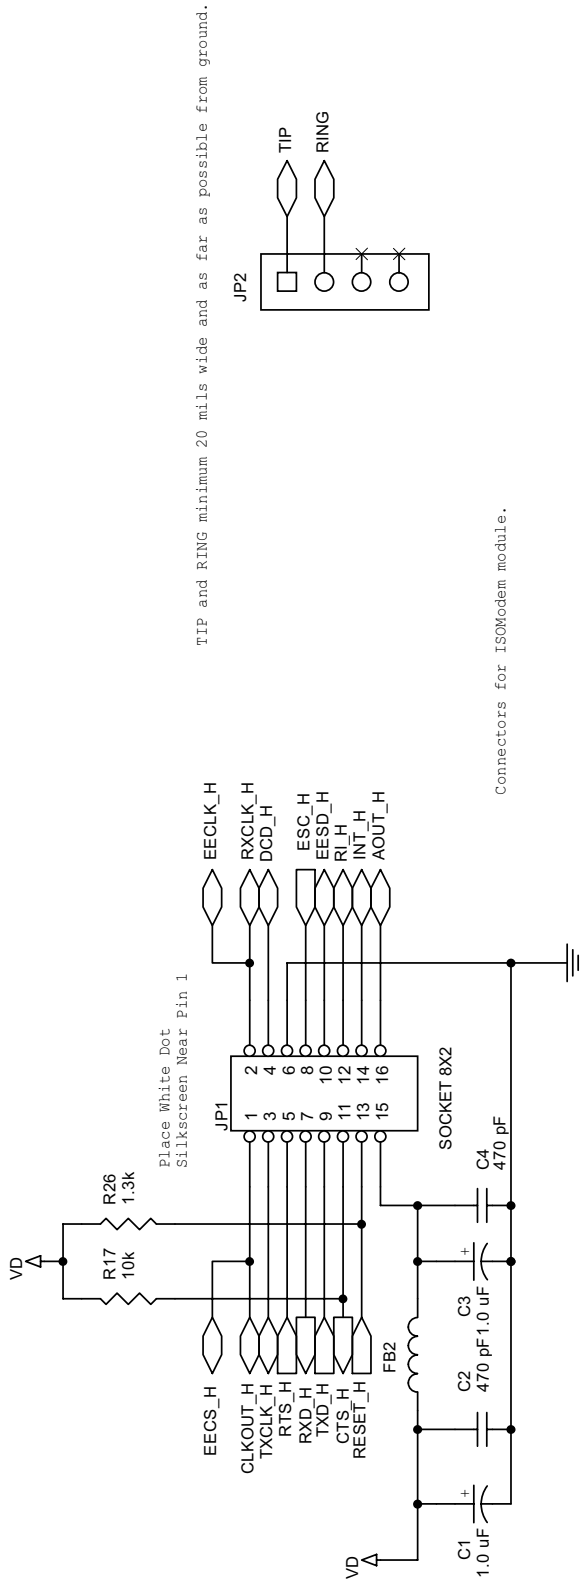 TIP and RING minimum 20 mils wide and as far as possible from ground.
JP2
TIP
RING
Connectors for ISOModem module.
Place White Dot
Silkscreen Near Pin 1
VD
R17
10k
R26
1.3k
JP1
EECS_H
CLKOUT_H
TXCLK_H
RTS_H
RXD_H
TXD_H
CTS_H
RESET_H
1 2
3 4
5 6
7 8
9 10
11 12
13 14
15 16
EECLK_H
RXCLK_H
DCD_H
ESC_H
EESD_H
RI_H
INT_H
AOUT_H
SOCKET 8X2
VD
FB2
C1
1.0 uF
+
C2
470 pF
C3
1.0 uF
+
C4
470 pF